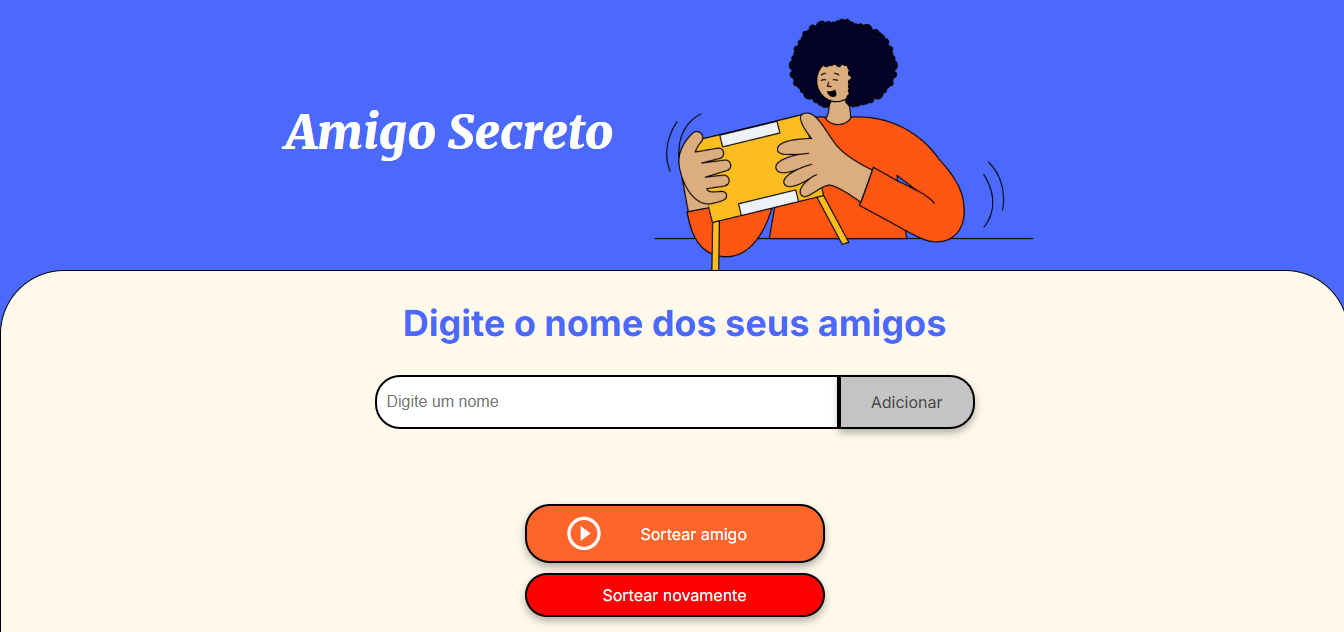 Amigo Secreto
Digite o nome dos seus amigos
Digite um nome
Adicionar
Sortear amigo
Sortear novamente